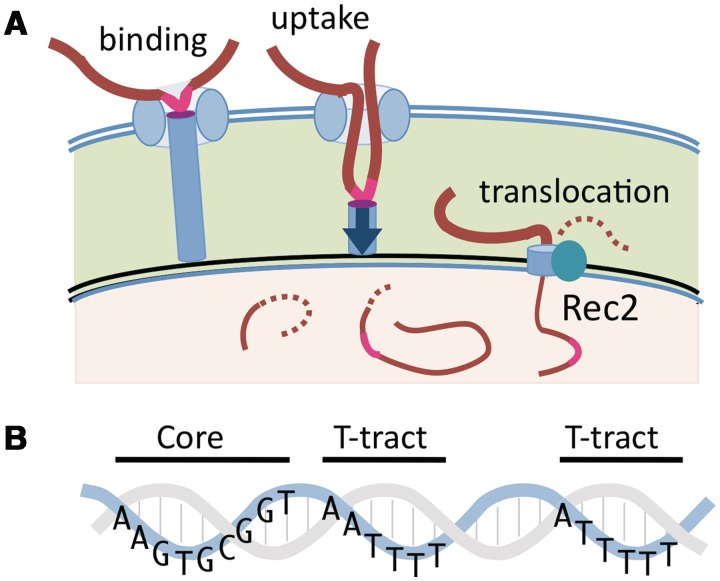 A
binding
uptake
translocation
Rec2
B
Core T-tract T-tract
AAGTGCGGT AATTTT ATTTTT